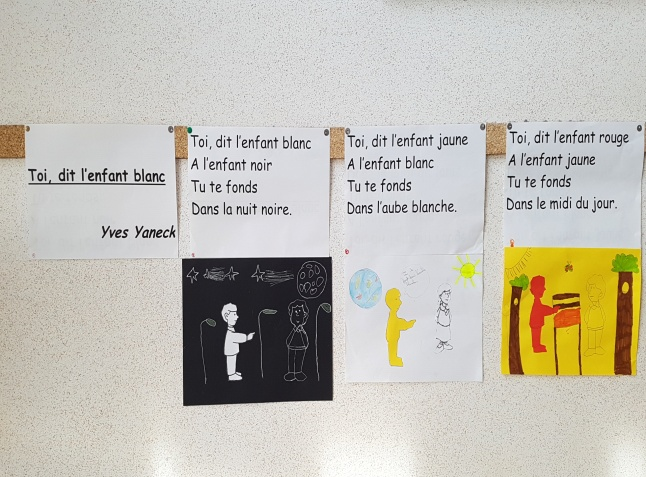 Toi, dit l'enfant blanc
Yves Yaneck
Toi, dit l'enfant blanc
A l'enfant noir
Tu te fonds
Dans la nuit noire.
Toi, dit l'enfant jaune
A l'enfant blanc
Tu te fonds
Dans l'aube blanche.
Toi, dit l'enfant rouge
A l'enfant jaune
Tu te fonds
Dans le midi du jour.